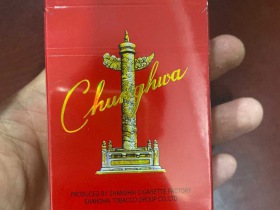 Chunghwa
PRODUCED BY SHANGHAI CIGARETTE FACTORY
SHANGHAI TOBACCO GROUP CO., LTD.